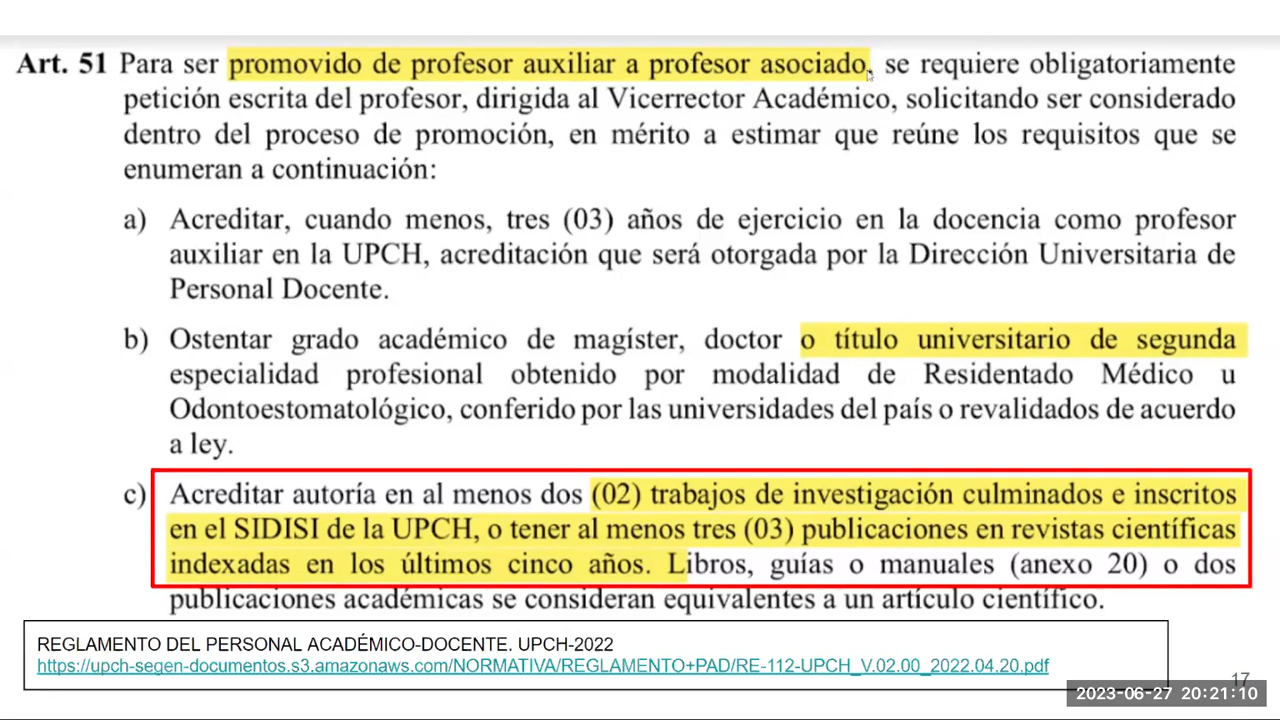 Art. 51 Para ser promovido de profesor auxiliar a profesor asociado, se requiere obligatoriamente
petición escrita del profesor, dirigida al Vicerrector Académico, solicitando ser considerado
dentro del proceso de promoción, en mérito a estimar que reúne los requisitos que se
enumeran a continuación:
a) Acreditar, cuando menos, tres (03) años de ejercicio en la docencia como profesor
auxiliar en la UPCH, acreditación que será otorgada por la Dirección Universitaria de
Personal Docente.
b) Ostentar grado académico de magíster, doctor o título universitario de segunda
especialidad profesional obtenido por modalidad de Residentado Médico u
Odontoestomatológico, conferido por las universidades del país o revalidados de acuerdo
a ley.
c) Acreditar autoría en al menos dos (02) trabajos de investigación culminados e inscritos
en el SIDISI de la UPCH, o tener al menos tres (03) publicaciones en revistas científicas
indexadas en los últimos cinco años. Libros, guías o manuales (anexo 20) o dos
publicaciones académicas se consideran equivalentes a un artículo científico.
REGLAMENTO DEL PERSONAL ACADÉMICO-DOCENTE. UPCH-2022
https://upch-segen-documentos.s3.amazonaws.com/NORMATIVA/REGLAMENTO+PAD/RE-112-UPCH_V.02.00_2022.04.20.pdf
17
2023-06-27 20:21:10